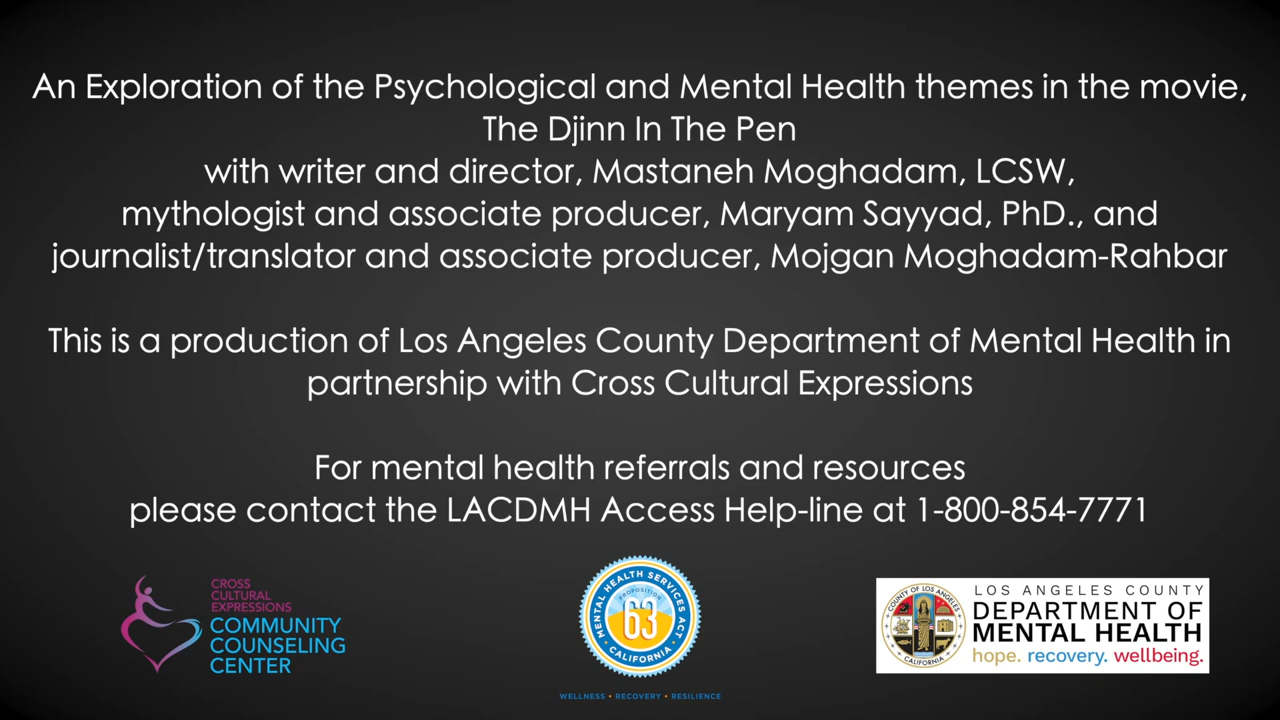 An Exploration of the Psychological and Mental Health themes in the movie,
The Djinn In The Pen
with writer and director, Mastaneh Moghadam, LCSW,
mythologist and associate producer, Maryam Sayyad, PhD., and
journalist/translator and associate producer, Mojgan Moghadam-Rahbar
This is a production of Los Angeles County Department of Mental Health in
partnership with Cross Cultural Expressions
For mental health referrals and resources
please contact the LACDMH Access Help-line at 1-800-854-7771
CROSS
CULTURAL
EXPRESSIONS
COMMUNITY
COUNSELING
CENTER
MENTAL HEALTH SERVICES ACT
PROPOSITION
63
• CALIFORNIA •
WELLNESS • RECOVERY • RESILIENCE
COUNTY OF LOS ANGELES
CALIFORNIA
LOS ANGELES COUNTY
DEPARTMENT OF
MENTAL HEALTH
hope. recovery. wellbeing.